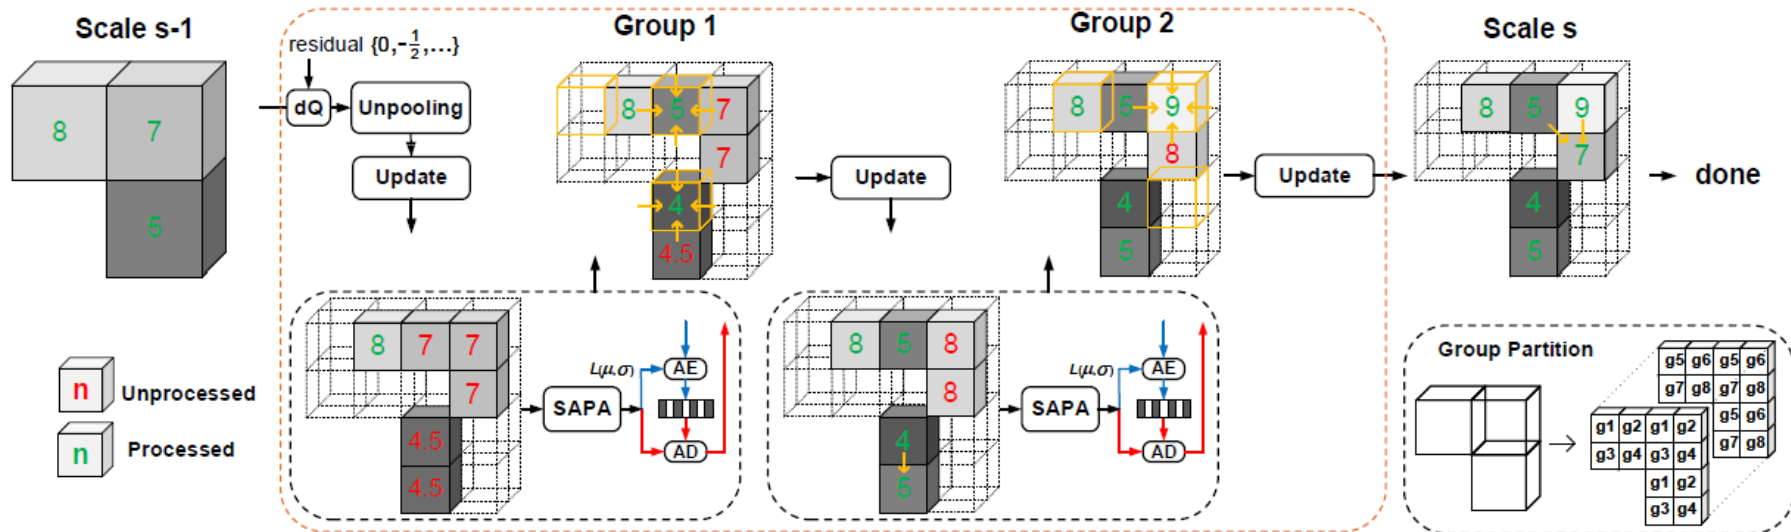 Scale s-1
Group 1
Group 2
Scale s
residual {0,-1/2,...}
dQ
Unpooling
Update
8
7
5
8
5
7
7
4
4.5
Update
8
5
9
8
4
5
Update
8
5
9
7
4
5
done
8
7
7
7
4.5
4.5
SAPA
L(μ,σ)
AE
AD
8
5
8
8
4
5
SAPA
L(μ,σ)
AE
AD
n Unprocessed
n Processed
Group Partition
g5 g6 g5 g6
g7 g8 g7 g8
g5 g6
g7 g8
g1 g2 g1 g2
g3 g4 g3 g4
g1 g2
g3 g4